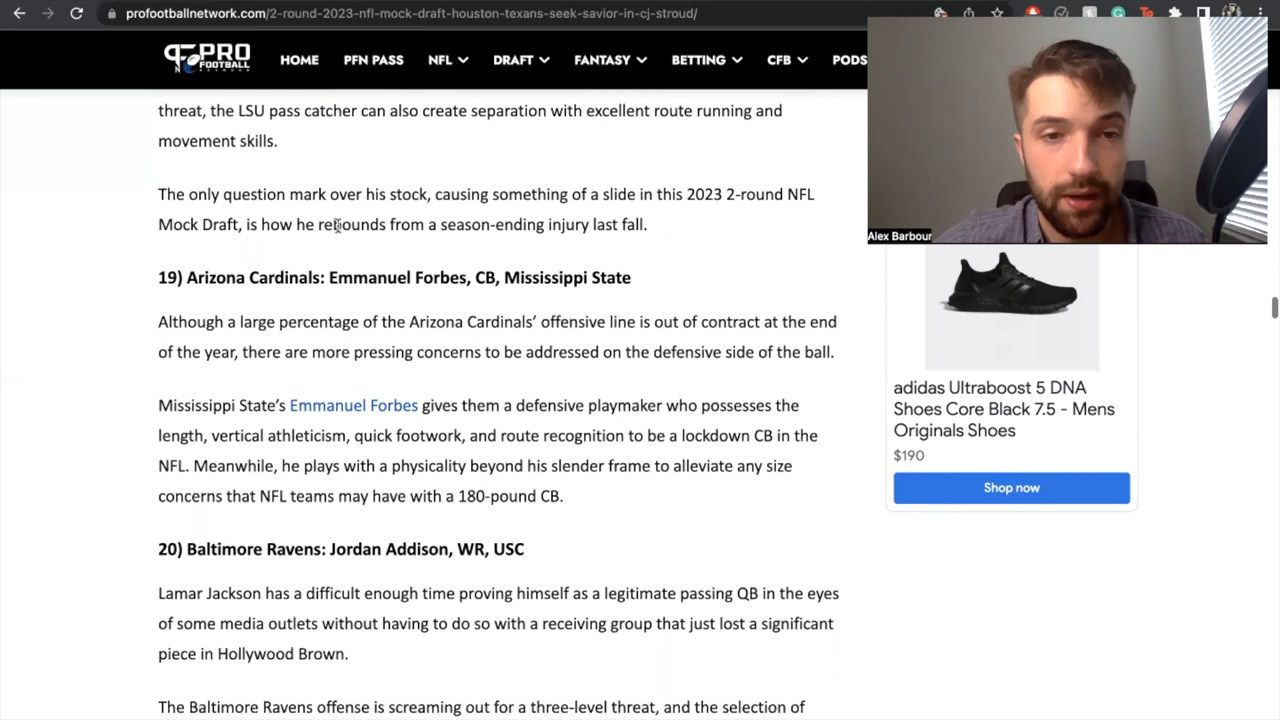 profootballnetwork.com/2-round-2023-nfl-mock-draft-houston-texans-seek-savior-in-cj-stroud/
PRO FOOTBALL NETWORK
HOME PFN PASS NFL DRAFT FANTASY BETTING CFB PODS
threat, the LSU pass catcher can also create separation with excellent route running and
movement skills.
The only question mark over his stock, causing something of a slide in this 2023 2-round NFL
Mock Draft, is how he rebounds from a season-ending injury last fall.
19) Arizona Cardinals: Emmanuel Forbes, CB, Mississippi State
Although a large percentage of the Arizona Cardinals’ offensive line is out of contract at the end
of the year, there are more pressing concerns to be addressed on the defensive side of the ball.
Mississippi State’s Emmanuel Forbes gives them a defensive playmaker who possesses the
length, vertical athleticism, quick footwork, and route recognition to be a lockdown CB in the
NFL. Meanwhile, he plays with a physicality beyond his slender frame to alleviate any size
concerns that NFL teams may have with a 180-pound CB.
20) Baltimore Ravens: Jordan Addison, WR, USC
Lamar Jackson has a difficult enough time proving himself as a legitimate passing QB in the eyes
of some media outlets without having to do so with a receiving group that just lost a significant
piece in Hollywood Brown.
The Baltimore Ravens offense is screaming out for a three-level threat, and the selection of
Alex Barbour
adidas Ultraboost 5 DNA
Shoes Core Black 7.5 - Mens
Originals Shoes
$190
Shop now